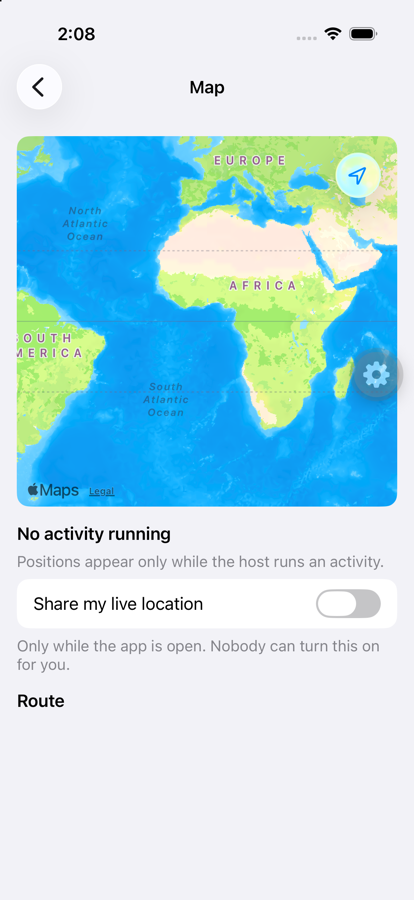 2:08
Map
EUROPE
North
Atlantic
Ocean
AFRICA
OUTH
MERICA
South
Atlantic
Ocean
Maps Legal
No activity running
Positions appear only while the host runs an activity.
Share my live location
Only while the app is open. Nobody can turn this on
for you.
Route